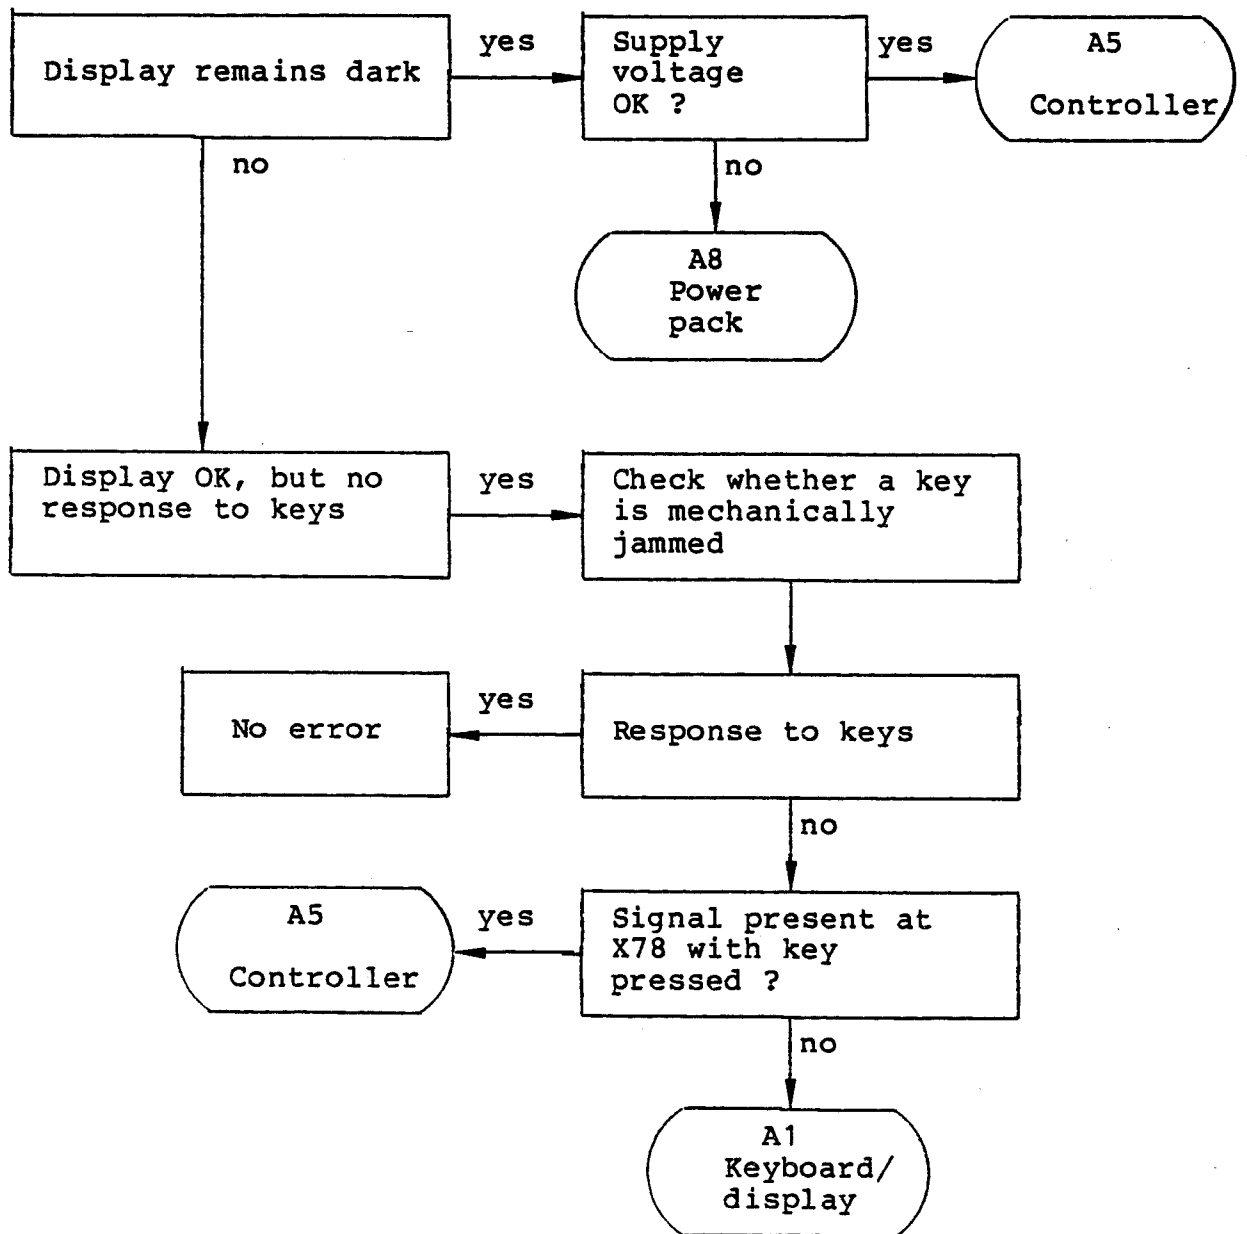 Display remains dark
yes
Supply
voltage
OK ?
yes
A5
Controller
no
no
A8
Power
pack
Display OK, but no
response to keys
yes
Check whether a key
is mechanically
jammed
No error
yes
Response to keys
no
A5
Controller
yes
Signal present at
X78 with key
pressed ?
no
A1
Keyboard/
display